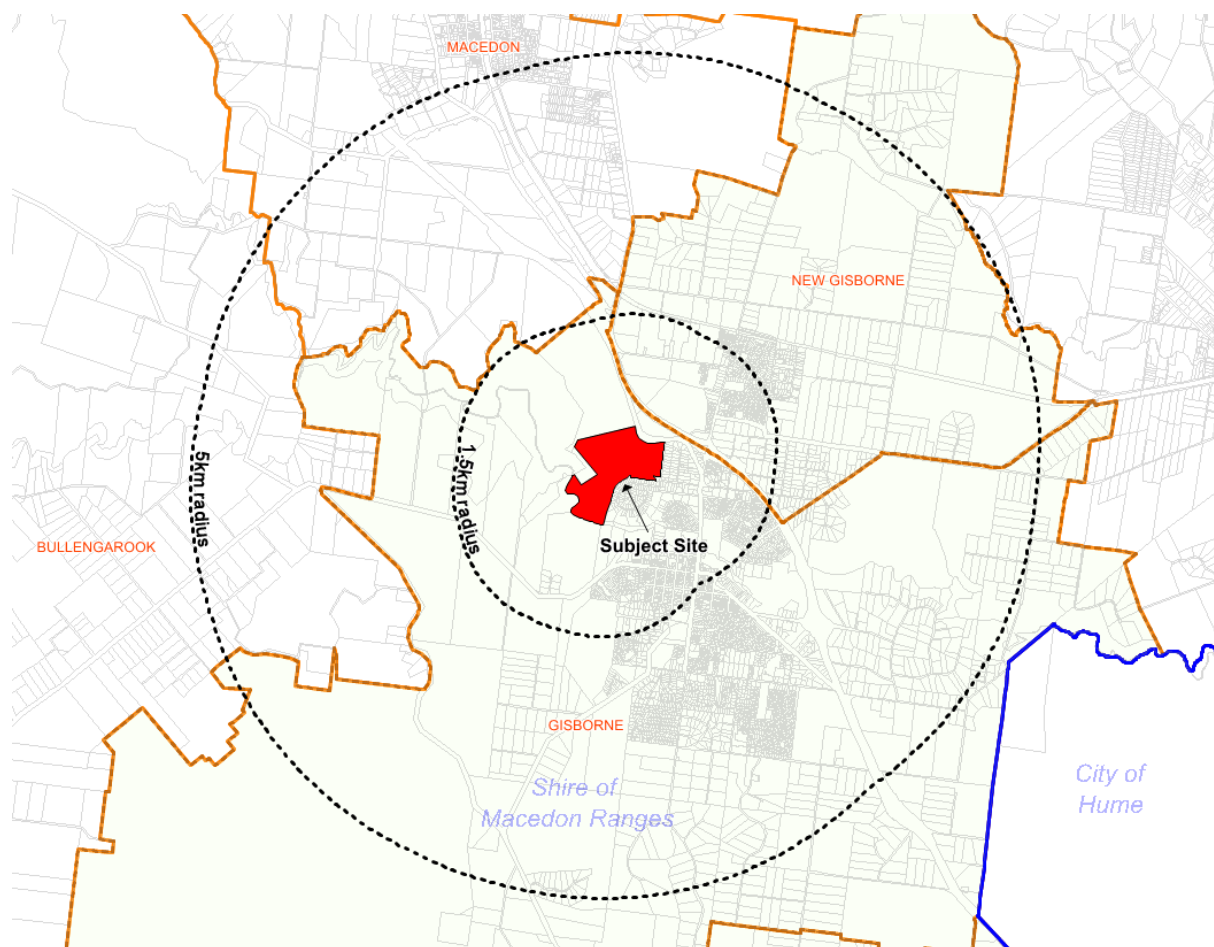 MACEDON
NEW GISBORNE
5km radius
1.5km radius
BULLENGAROOK
Subject Site
GISBORNE
Shire of
Macedon Ranges
City of
Hume